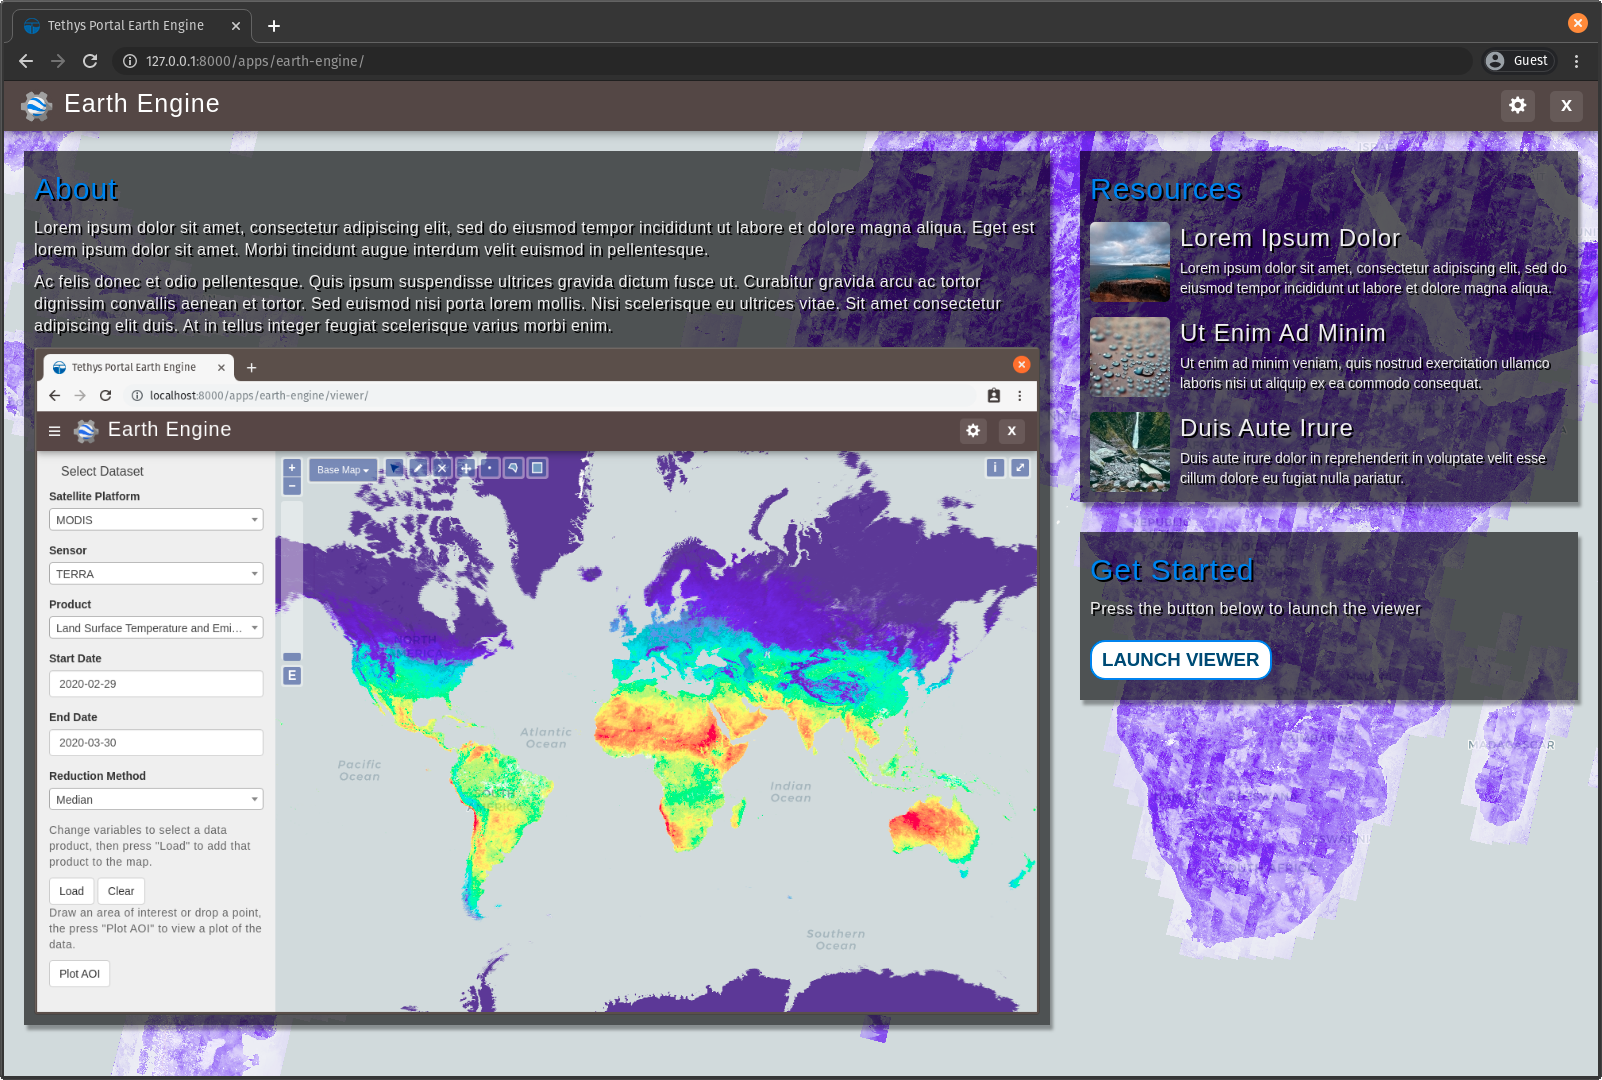 Tethys Portal Earth Engine
127.0.0.1:8000/apps/earth-engine/
Guest
Earth Engine
X
About
Lorem ipsum dolor sit amet, consectetur adipiscing elit, sed do eiusmod tempor incididunt ut labore et dolore magna aliqua. Eget est
lorem ipsum dolor sit amet. Morbi tincidunt augue interdum velit euismod in pellentesque.
Ac felis donec et odio pellentesque. Quis ipsum suspendisse ultrices gravida dictum fusce ut. Curabitur gravida arcu ac tortor
dignissim convallis aenean et tortor. Sed euismod nisi porta lorem mollis. Nisi scelerisque eu ultrices vitae. Sit amet consectetur
adipiscing elit duis. At in tellus integer feugiat scelerisque varius morbi enim.
Tethys Portal Earth Engine
localhost:8000/apps/earth-engine/viewer/
Earth Engine
X
Select Dataset
Satellite Platform
MODIS
Sensor
TERRA
Product
Land Surface Temperature and Emi...
Start Date
2020-02-29
End Date
2020-03-30
Reduction Method
Median
Change variables to select a data
product, then press "Load" to add that
product to the map.
Load
Clear
Draw an area of interest or drop a point,
the press "Plot AOI" to view a plot of the
data.
Plot AOI
+
−
Base Map
i
E
NORTH
AMERICA
Atlantic
Ocean
Pacific
Ocean
SOUTH
AMERICA
Indian
Ocean
Southern
Ocean
Resources
Lorem Ipsum Dolor
Lorem ipsum dolor sit amet, consectetur adipiscing elit, sed do
eiusmod tempor incididunt ut labore et dolore magna aliqua.
Ut Enim Ad Minim
Ut enim ad minim veniam, quis nostrud exercitation ullamco
laboris nisi ut aliquip ex ea commodo consequat.
Duis Aute Irure
Duis aute irure dolor in reprehenderit in voluptate velit esse
cillum dolore eu fugiat nulla pariatur.
Get Started
Press the button below to launch the viewer
LAUNCH VIEWER
MADAGASCAR